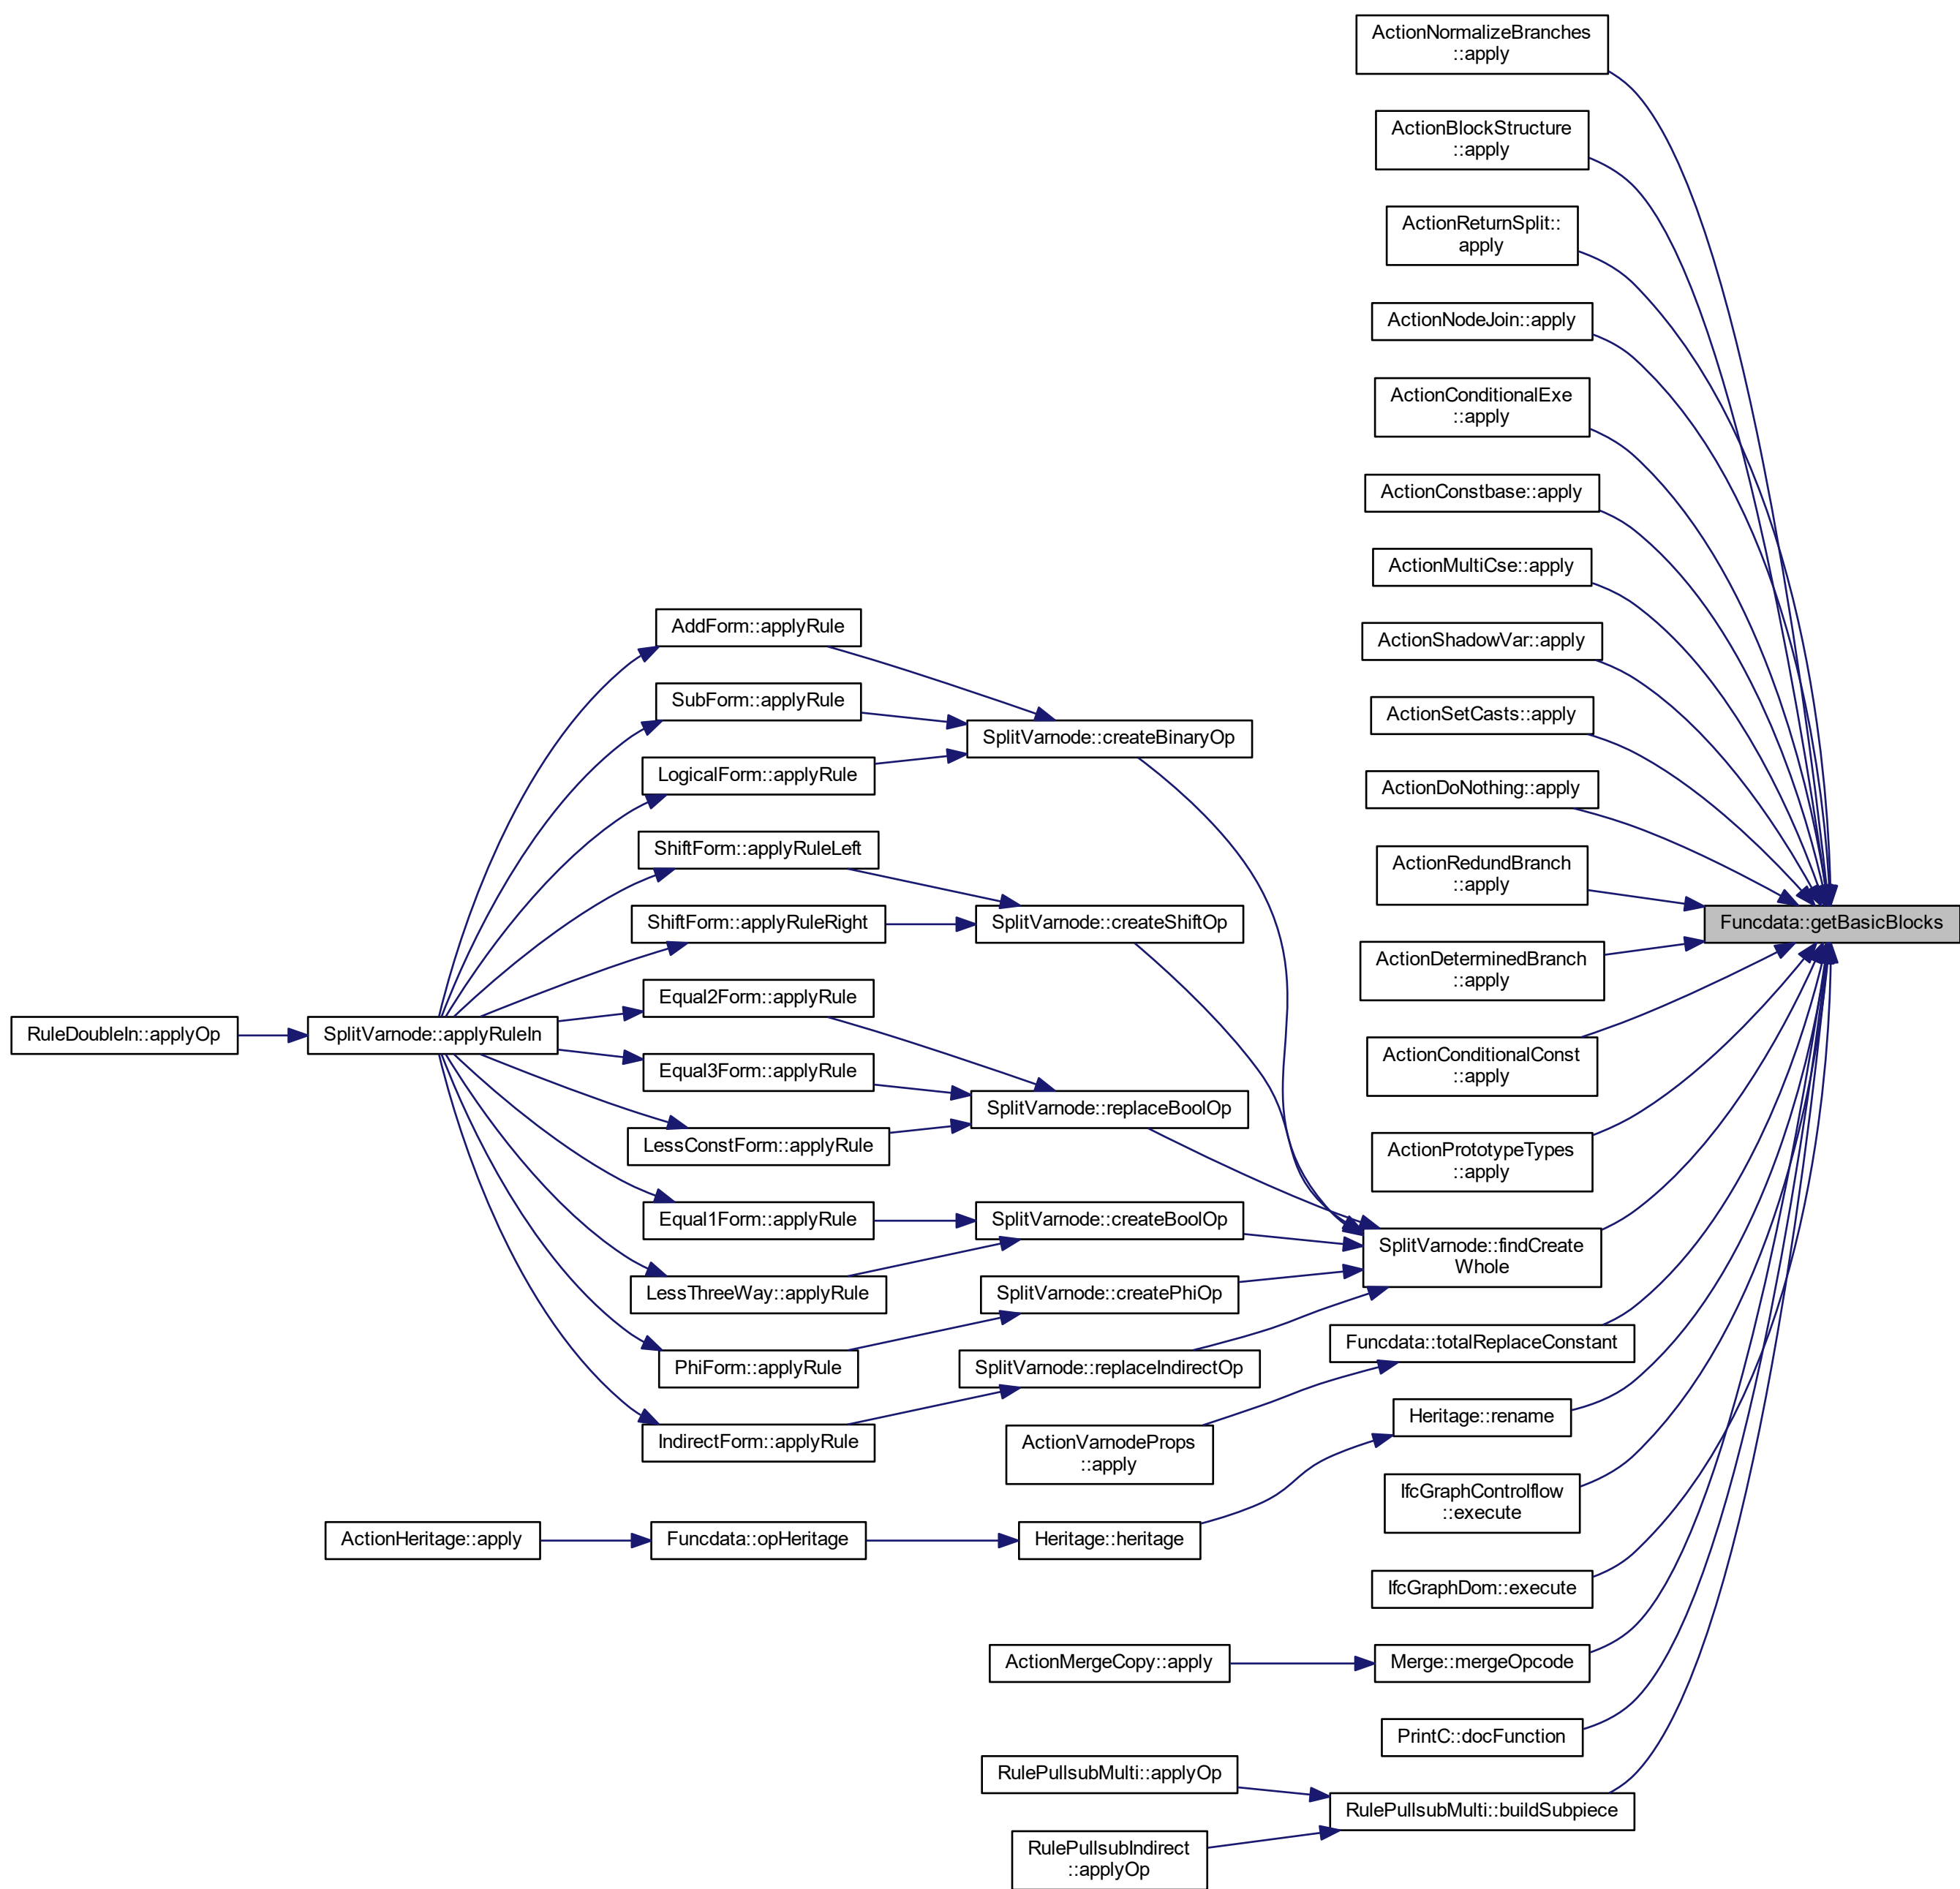 ActionNormalizeBranches
::apply
ActionBlockStructure
::apply
ActionReturnSplit::
apply
ActionNodeJoin::apply
ActionConditionalExe
::apply
ActionConstbase::apply
ActionMultiCse::apply
ActionShadowVar::apply
ActionSetCasts::apply
ActionDoNothing::apply
ActionRedundBranch
::apply
Funcdata::getBasicBlocks
ActionDeterminedBranch
::apply
ActionConditionalConst
::apply
ActionPrototypeTypes
::apply
SplitVarnode::findCreate
Whole
Funcdata::totalReplaceConstant
Heritage::rename
IfcGraphControlflow
::execute
IfcGraphDom::execute
Merge::mergeOpcode
PrintC::docFunction
RulePullsubMulti::buildSubpiece
SplitVarnode::createBinaryOp
SplitVarnode::createShiftOp
SplitVarnode::replaceBoolOp
SplitVarnode::createBoolOp
SplitVarnode::createPhiOp
SplitVarnode::replaceIndirectOp
ActionVarnodeProps
::apply
Heritage::heritage
ActionMergeCopy::apply
RulePullsubMulti::applyOp
RulePullsubIndirect
::applyOp
AddForm::applyRule
SubForm::applyRule
LogicalForm::applyRule
ShiftForm::applyRuleLeft
ShiftForm::applyRuleRight
Equal2Form::applyRule
Equal3Form::applyRule
LessConstForm::applyRule
Equal1Form::applyRule
LessThreeWay::applyRule
PhiForm::applyRule
IndirectForm::applyRule
Funcdata::opHeritage
SplitVarnode::applyRuleIn
ActionHeritage::apply
RuleDoubleIn::applyOp